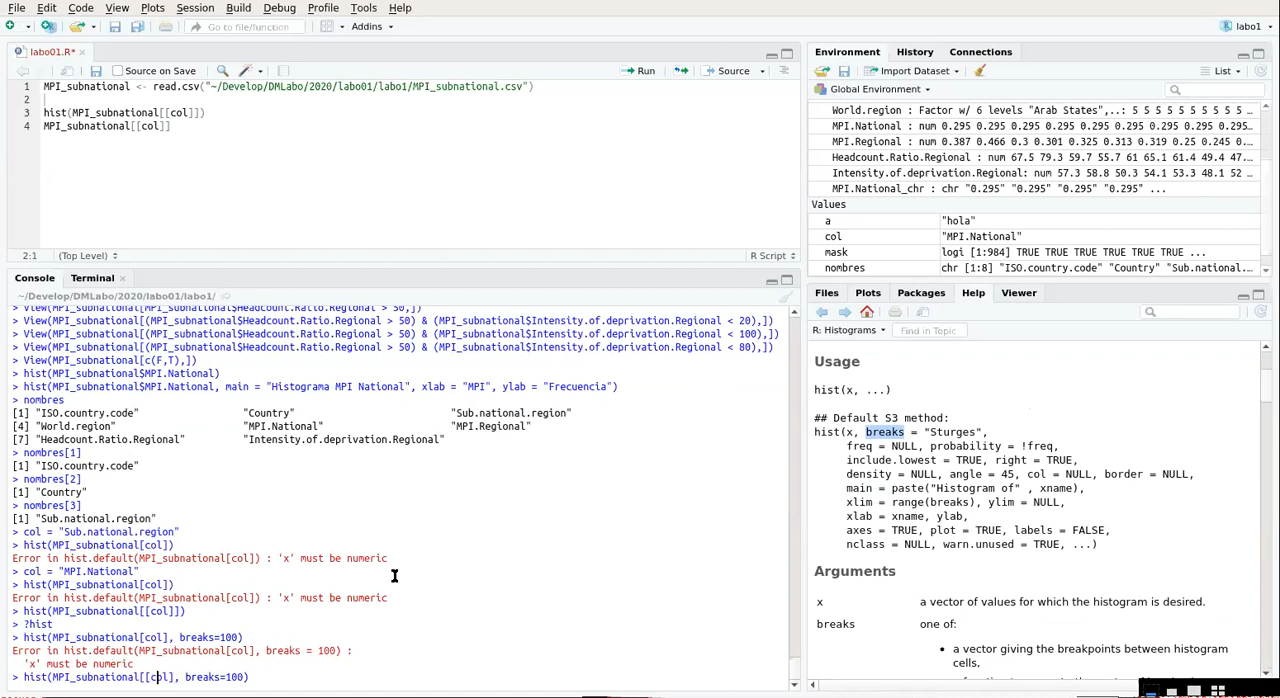 File Edit Code View Plots Session Build Debug Profile Tools Help
Go to file/function Addins labo1
labo01.R*
Source on Save Run Source
1 MPI_subnational <- read.csv("~/Develop/DMLabo/2020/labo01/labo1/MPI_subnational.csv")
2
3 hist(MPI_subnational[[col]])
4 MPI_subnational[[col]]
2:1 (Top Level) R Script
Console Terminal
~/Develop/DMLabo/2020/labo01/labo1/
> View(MPI_subnational[MPI_subnational$Headcount.Ratio.Regional > 50,])
> View(MPI_subnational[(MPI_subnational$Headcount.Ratio.Regional > 50) & (MPI_subnational$Intensity.of.deprivation.Regional < 20),])
> View(MPI_subnational[(MPI_subnational$Headcount.Ratio.Regional > 50) & (MPI_subnational$Intensity.of.deprivation.Regional < 100),])
> View(MPI_subnational[(MPI_subnational$Headcount.Ratio.Regional > 50) & (MPI_subnational$Intensity.of.deprivation.Regional < 80),])
> View(MPI_subnational[c(F,T),])
> hist(MPI_subnational$MPI.National)
> hist(MPI_subnational$MPI.National, main = "Histograma MPI National", xlab = "MPI", ylab = "Frecuencia")
> nombres
[1] "ISO.country.code" "Country" "Sub.national.region"
[4] "World.region" "MPI.National" "MPI.Regional"
[7] "Headcount.Ratio.Regional" "Intensity.of.deprivation.Regional"
> nombres[1]
[1] "ISO.country.code"
> nombres[2]
[1] "Country"
> nombres[3]
[1] "Sub.national.region"
> col = "Sub.national.region"
> hist(MPI_subnational[col])
Error in hist.default(MPI_subnational[col]) : 'x' must be numeric
> col = "MPI.National"
> hist(MPI_subnational[col])
Error in hist.default(MPI_subnational[col]) : 'x' must be numeric
> hist(MPI_subnational[[col]])
> ?hist
> hist(MPI_subnational[col], breaks=100)
Error in hist.default(MPI_subnational[col], breaks = 100) :
'x' must be numeric
> hist(MPI_subnational[[col], breaks=100)
Environment History Connections
Import Dataset List
Global Environment
World.region : Factor w/ 6 levels "Arab States",..: 5 5 5 5 5 5 5 5 5 ...
MPI.National : num 0.295 0.295 0.295 0.295 0.295 0.295 0.295 0.295...
MPI.Regional : num 0.387 0.466 0.3 0.301 0.325 0.313 0.319 0.25 0.245 0...
Headcount.Ratio.Regional : num 67.5 79.3 59.7 55.7 61 65.1 61.4 49.4 47...
Intensity.of.deprivation.Regional: num 57.3 58.8 50.3 54.1 53.3 48.1 52 ...
MPI.National_chr : chr "0.295" "0.295" "0.295" "0.295" ...
Values
a "hola"
col "MPI.National"
mask logi [1:984] TRUE TRUE TRUE TRUE TRUE TRUE ...
nombres chr [1:8] "ISO.country.code" "Country" "Sub.national...
Files Plots Packages Help Viewer
R: Histograms Find in Topic
Usage
hist(x, ...)
## Default S3 method:
hist(x, breaks = "Sturges",
freq = NULL, probability = !freq,
include.lowest = TRUE, right = TRUE,
density = NULL, angle = 45, col = NULL, border = NULL,
main = paste("Histogram of" , xname),
xlim = range(breaks), ylim = NULL,
xlab = xname, ylab,
axes = TRUE, plot = TRUE, labels = FALSE,
nclass = NULL, warn.unused = TRUE, ...)
Arguments
x a vector of values for which the histogram is desired.
breaks one of:
• a vector giving the breakpoints between histogram
cells,